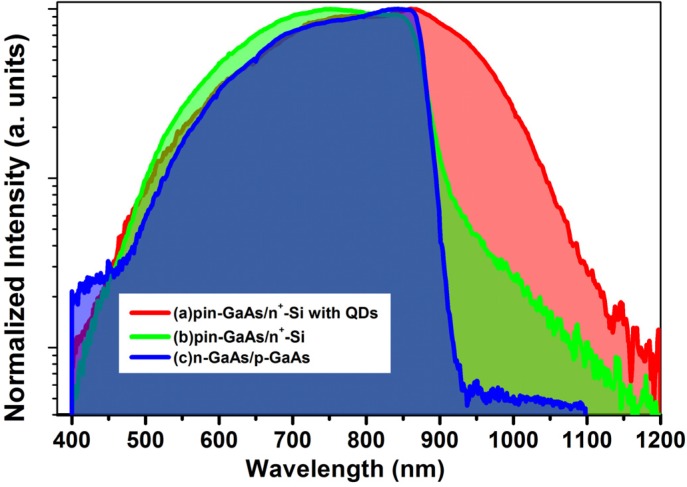 Normalized Intensity (a. units)
(a)pin-GaAs/n⁺-Si with QDs
(b)pin-GaAs/n⁺-Si
(c)n-GaAs/p-GaAs
400 500 600 700 800 900 1000 1100 1200
Wavelength (nm)